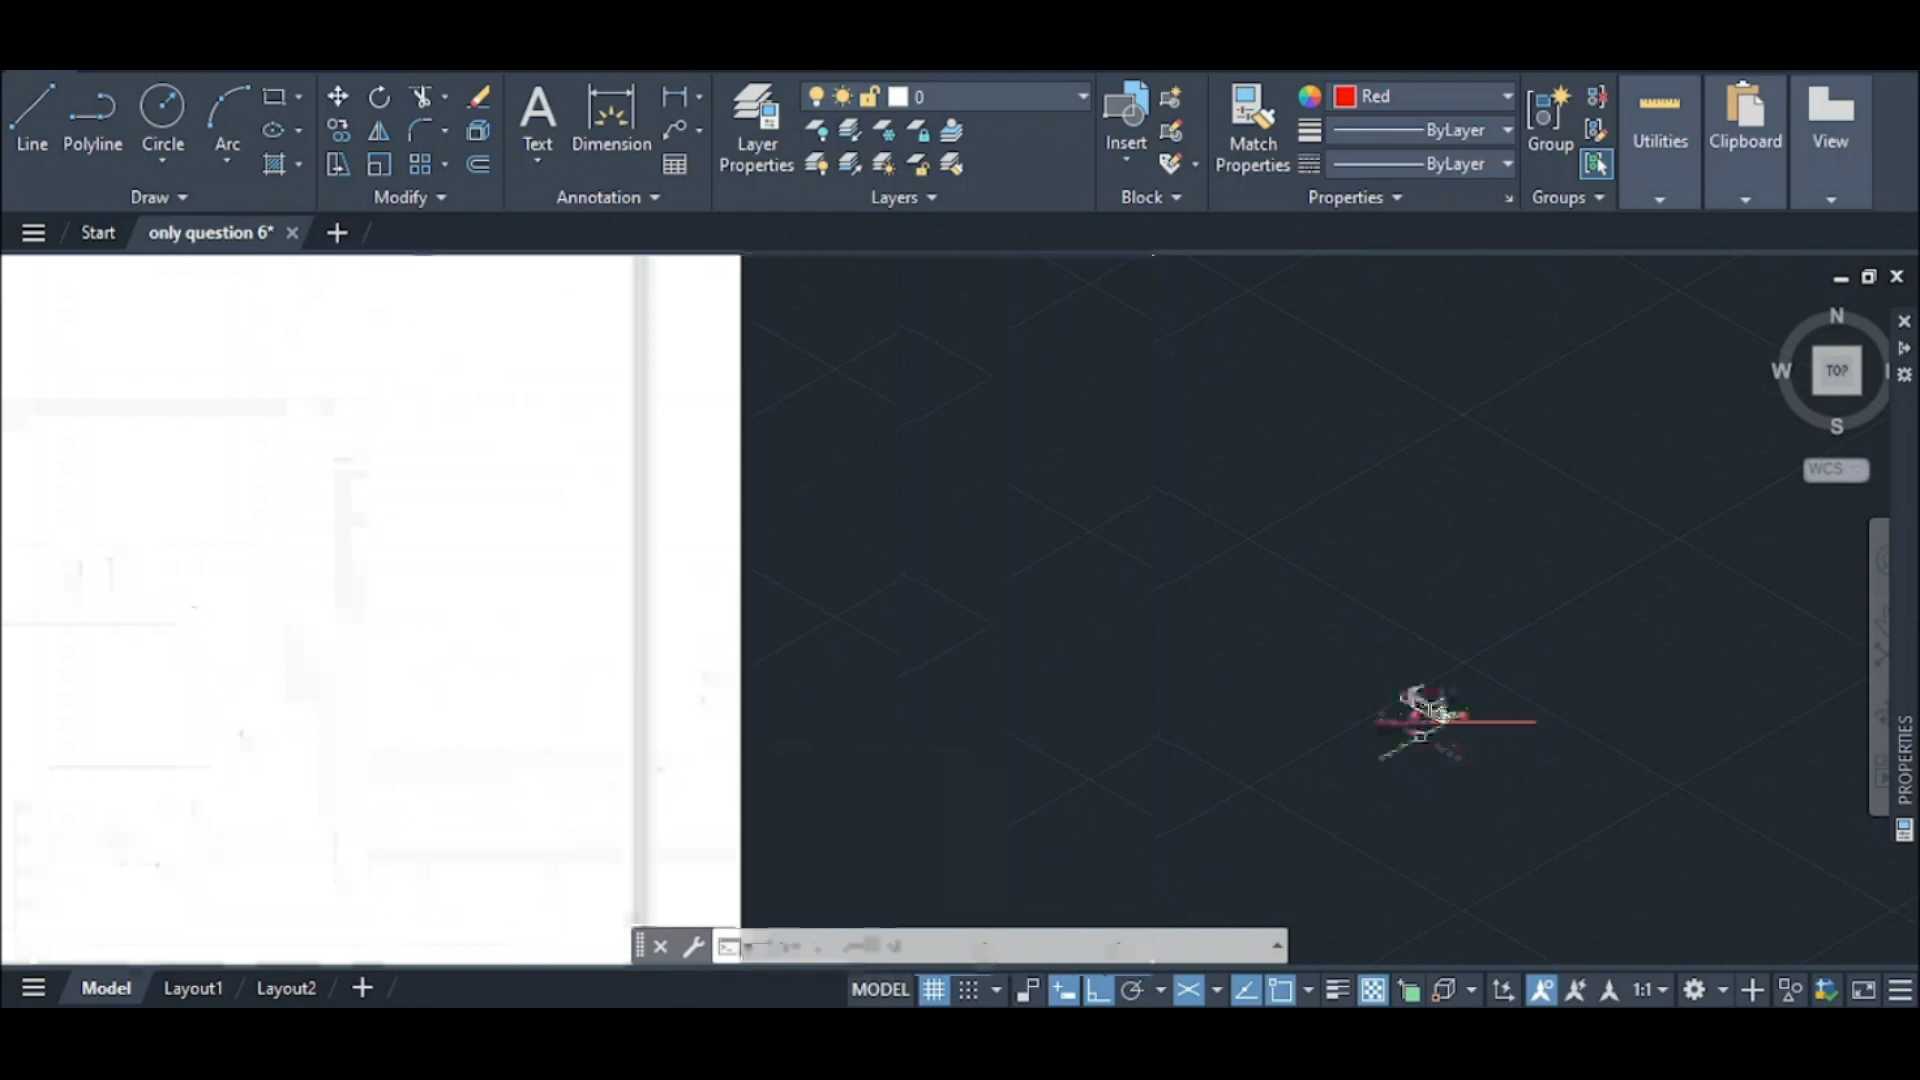 Line
Polyline
Circle
Arc
Draw
Modify
Text
Dimension
Annotation
Layer
Properties
0
Layers
Insert
Block
Match
Properties
Red
ByLayer
ByLayer
Properties
Group
Groups
Utilities
Clipboard
View
Start
only question 6*
N
W
TOP
S
WCS
PROPERTIES
Model
Layout1
Layout2
MODEL
1:1